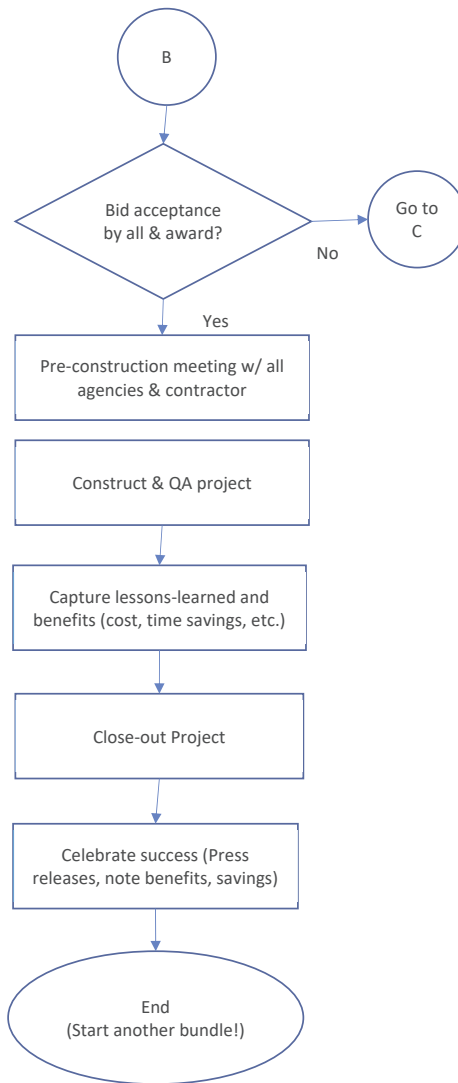 B
Bid acceptance
by all & award?
Go to
C
No
Yes
Pre-construction meeting w/ all
agencies & contractor
Construct & QA project
Capture lessons-learned and
benefits (cost, time savings, etc.)
Close-out Project
Celebrate success (Press
releases, note benefits, savings)
End
(Start another bundle!)